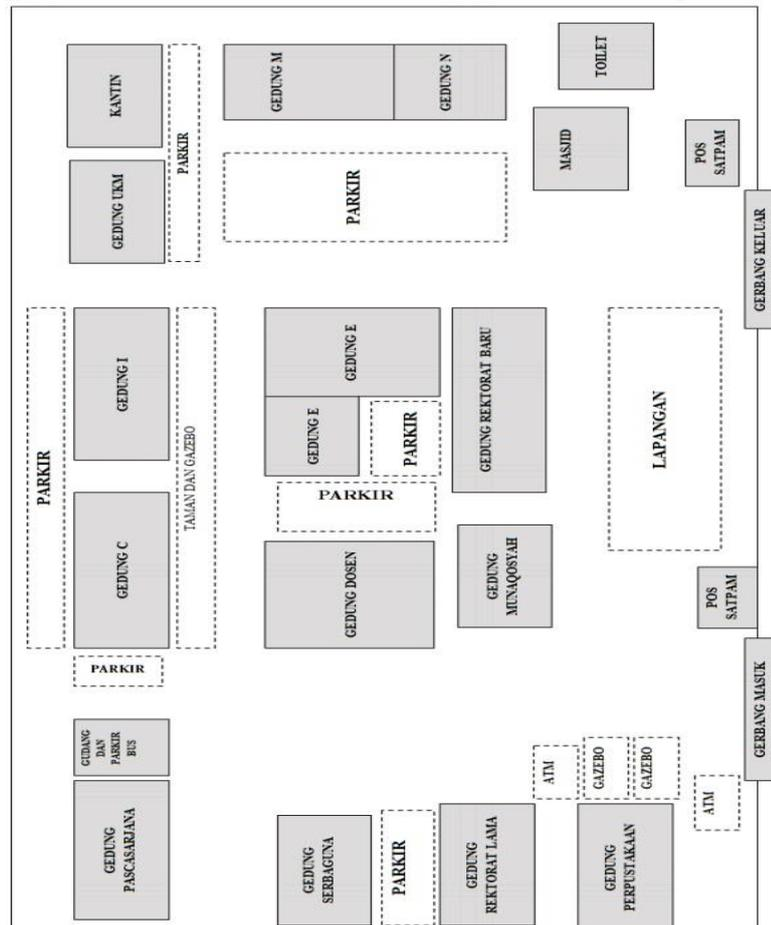 KANTIN
PARKIR
GEDUNG M
GEDUNG N
TOILET
MASJID
POS
SATPAM
GEDUNG UKM
PARKIR
GERBANG KELUAR
PARKIR
GEDUNG I
TAMAN DAN GAZEBO
GEDUNG E
GEDUNG E
PARKIR
GEDUNG REKTORAT BARU
LAPANGAN
PARKIR
GEDUNG C
GEDUNG DOSEN
GEDUNG
MUNAQOSYAH
POS
SATPAM
PARKIR
GERBANG MASUK
GUDANG
DAN
PARKIR
BUS
ATM
GAZEBO
GAZEBO
ATM
GEDUNG
PASCASARJANA
GEDUNG
SERBAGUNA
PARKIR
GEDUNG
REKTORAT LAMA
GEDUNG
PERPUSTAKAAN